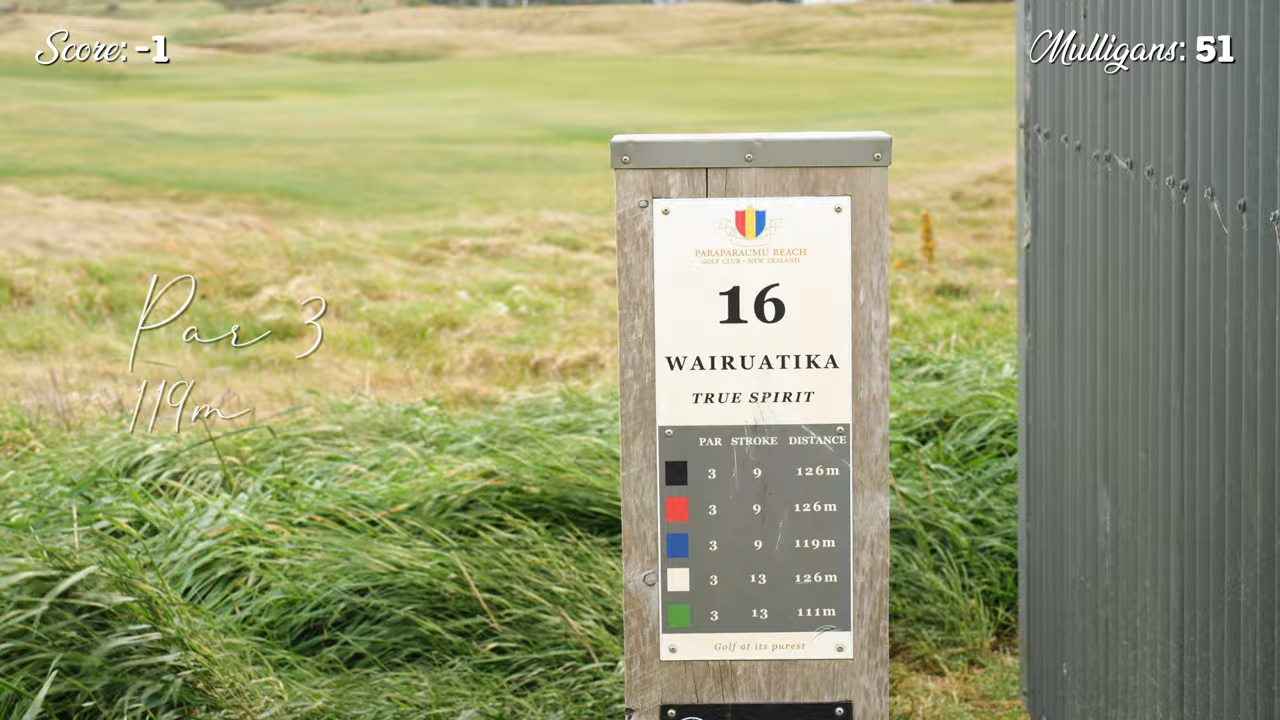 Score: -1
Mulligans: 51
PARAPARAUMU BEACH
GOLF CLUB • NEW ZEALAND
16
WAIRUATIKA
TRUE SPIRIT
Par 3
119m
PAR STROKE DISTANCE
3 9 126m
3 9 126m
3 9 119m
3 13 126m
3 13 111m
Golf at its purest